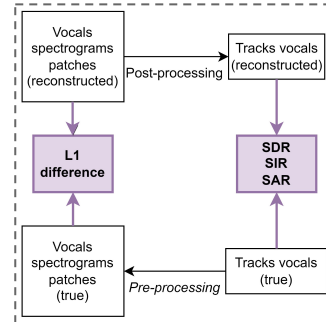 Vocals
spectrograms
patches
(reconstructed)
Post-processing
Tracks vocals
(reconstructed)
L1
difference
SDR
SIR
SAR
Vocals
spectrograms
patches
(true)
Pre-processing
Tracks vocals
(true)